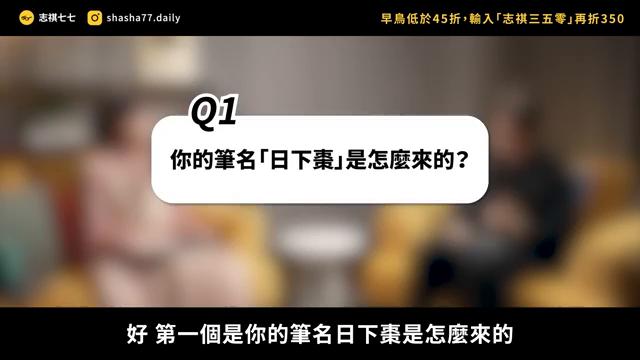 志祺七七 shasha77.daily 早鳥低於45折，輸入「志祺三五零」再折350
Q1
你的筆名「日下棗」是怎麼來的？
好 第一個是你的筆名日下棗是怎麼來的